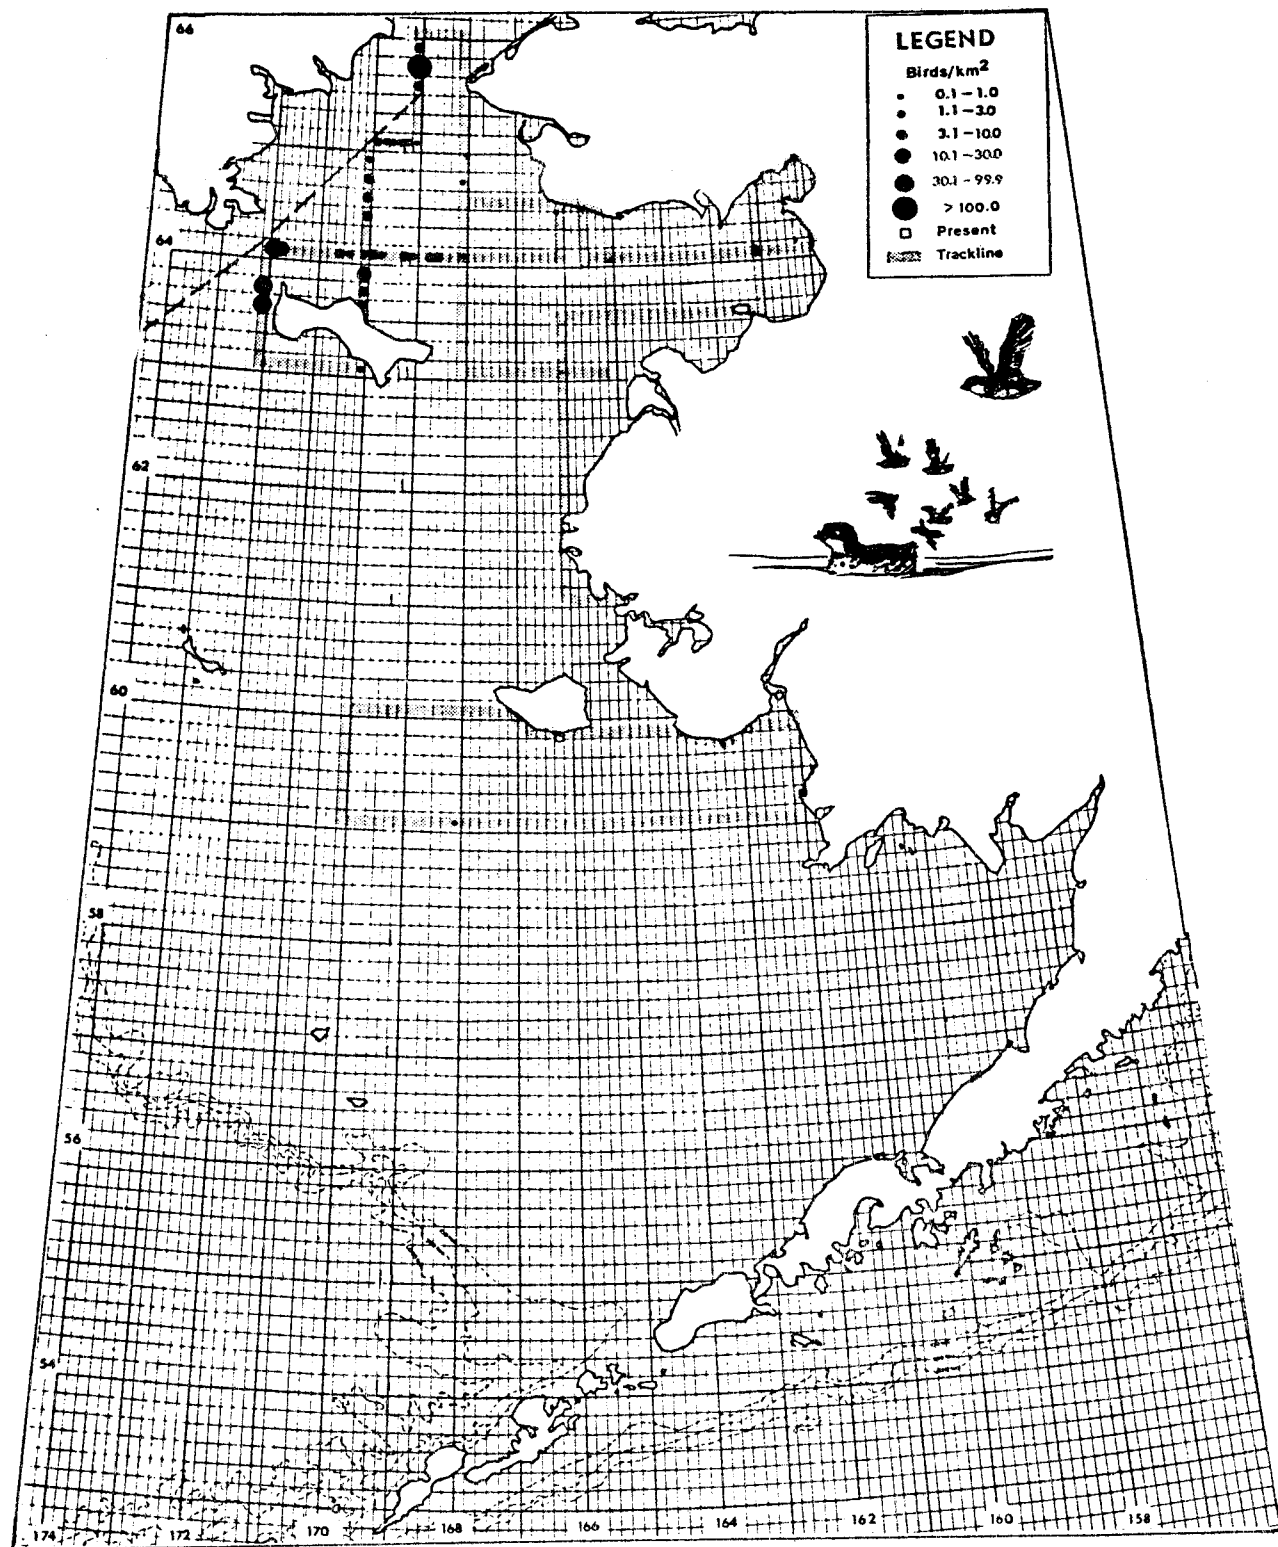 66
LEGEND
Birds/km²
0.1 – 1.0
1.1 – 3.0
3.1 – 10.0
10.1 – 30.0
30.1 – 99.9
> 100.0
Present
Trackline
64
62
60
58
56
54
174 172 170 168 166 164 162 160 158